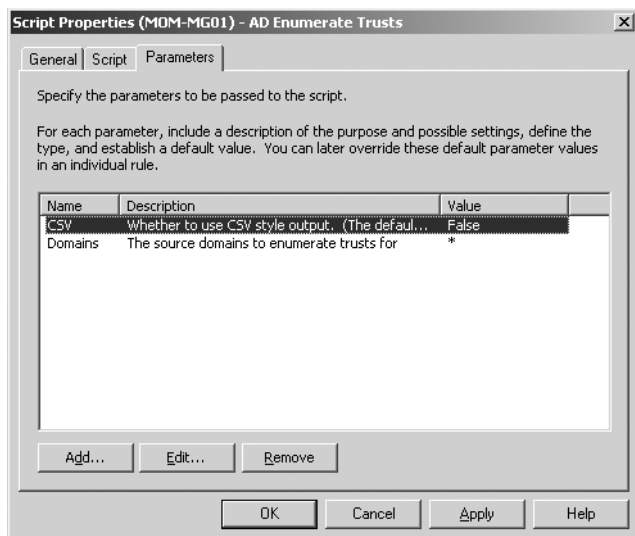 Script Properties (MOM-MG01) - AD Enumerate Trusts
General Script Parameters
Specify the parameters to be passed to the script.
For each parameter, include a description of the purpose and possible settings, define the
type, and establish a default value. You can later override these default parameter values
in an individual rule.
Name Description Value
CSV Whether to use CSV style output. (The defaul... False
Domains The source domains to enumerate trusts for *
Add... Edit... Remove
OK Cancel Apply Help